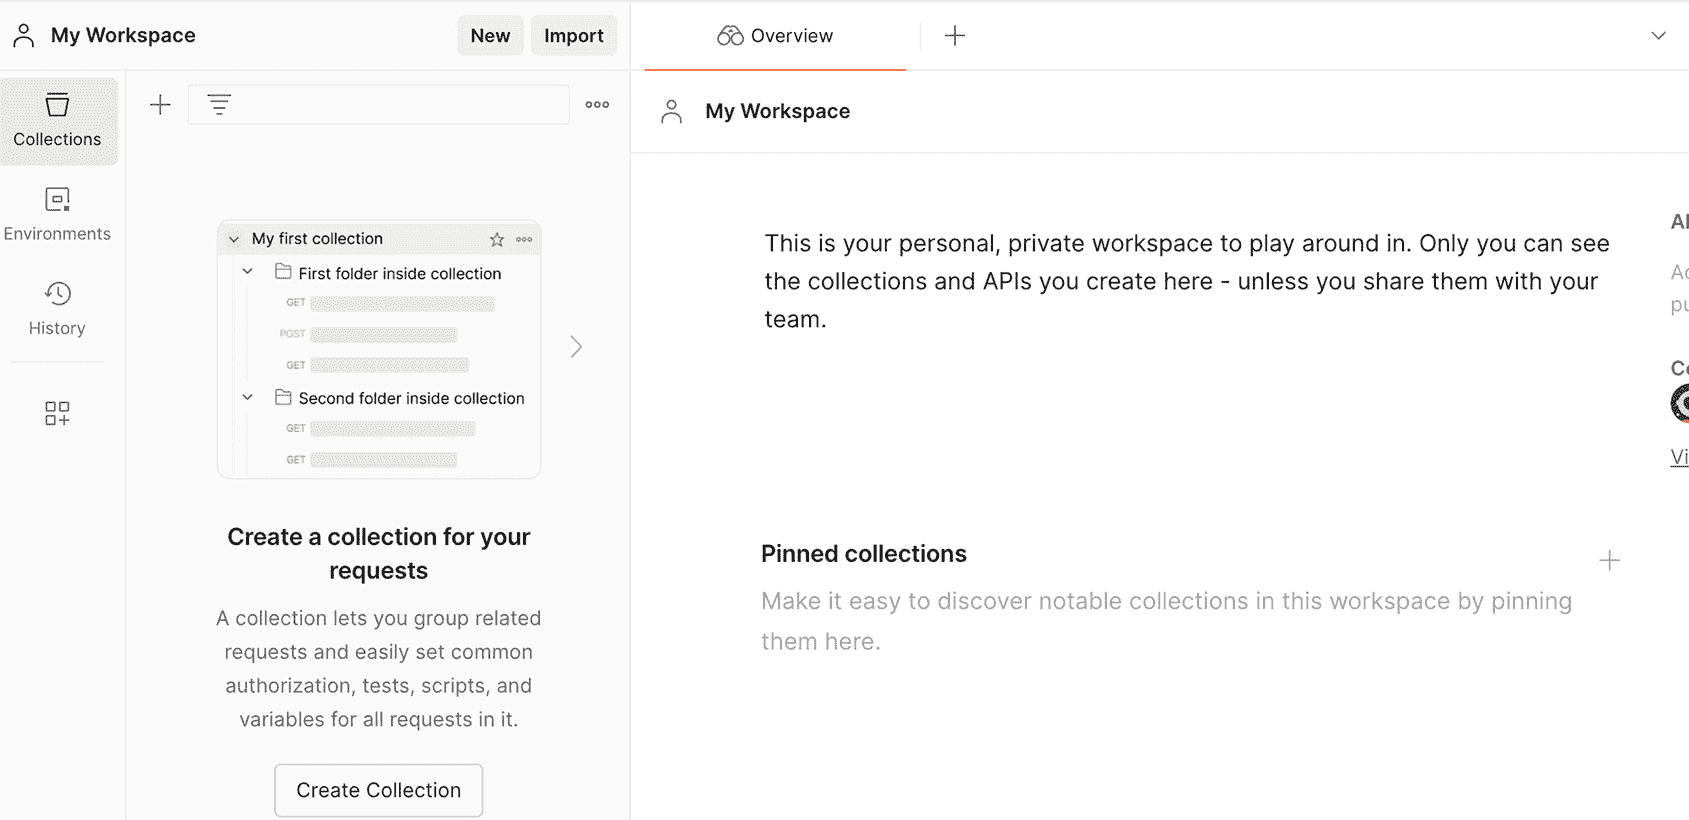 My Workspace
New
Import
Overview
Collections
Environments
History
My first collection
First folder inside collection
GET
POST
GET
Second folder inside collection
GET
GET
Create a collection for your
requests
A collection lets you group related
requests and easily set common
authorization, tests, scripts, and
variables for all requests in it.
Create Collection
My Workspace
This is your personal, private workspace to play around in. Only you can see
the collections and APIs you create here - unless you share them with your
team.
Pinned collections
Make it easy to discover notable collections in this workspace by pinning
them here.